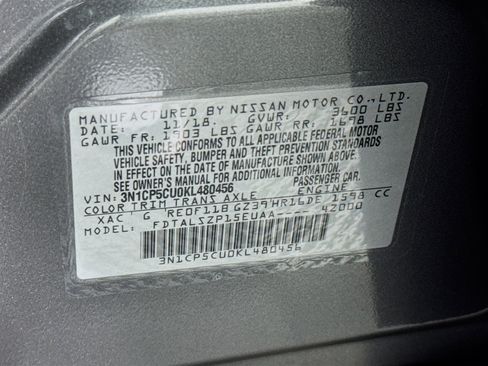 MANUFACTURED BY NISSAN MOTOR CO.,LTD.
DATE: 11/18. GVWR: 3600 LBS
GAWR FR: 1903 LBS GAWR RR: 1698 LBS
THIS VEHICLE CONFORMS TO ALL APPLICABLE FEDERAL MOTOR
VEHICLE SAFETY, BUMPER AND THEFT PREVENTION STANDARDS
IN EFFECT ON THE DATE OF MANUFACTURE SHOWN ABOVE.
SEE OWNER'S MANUAL FOR ADDITIONAL INFORMATION.
VIN: 3N1CP5CU0KL480456 PASSENGER CAR.
COLOR TRIM TRANS AXLE ENGINE
XAC G RE0F11B GZ39 HR16DE 1598 CC
MODEL: FDTALSZP15EUAA---- 42000
3N1CP5CU0KL480456